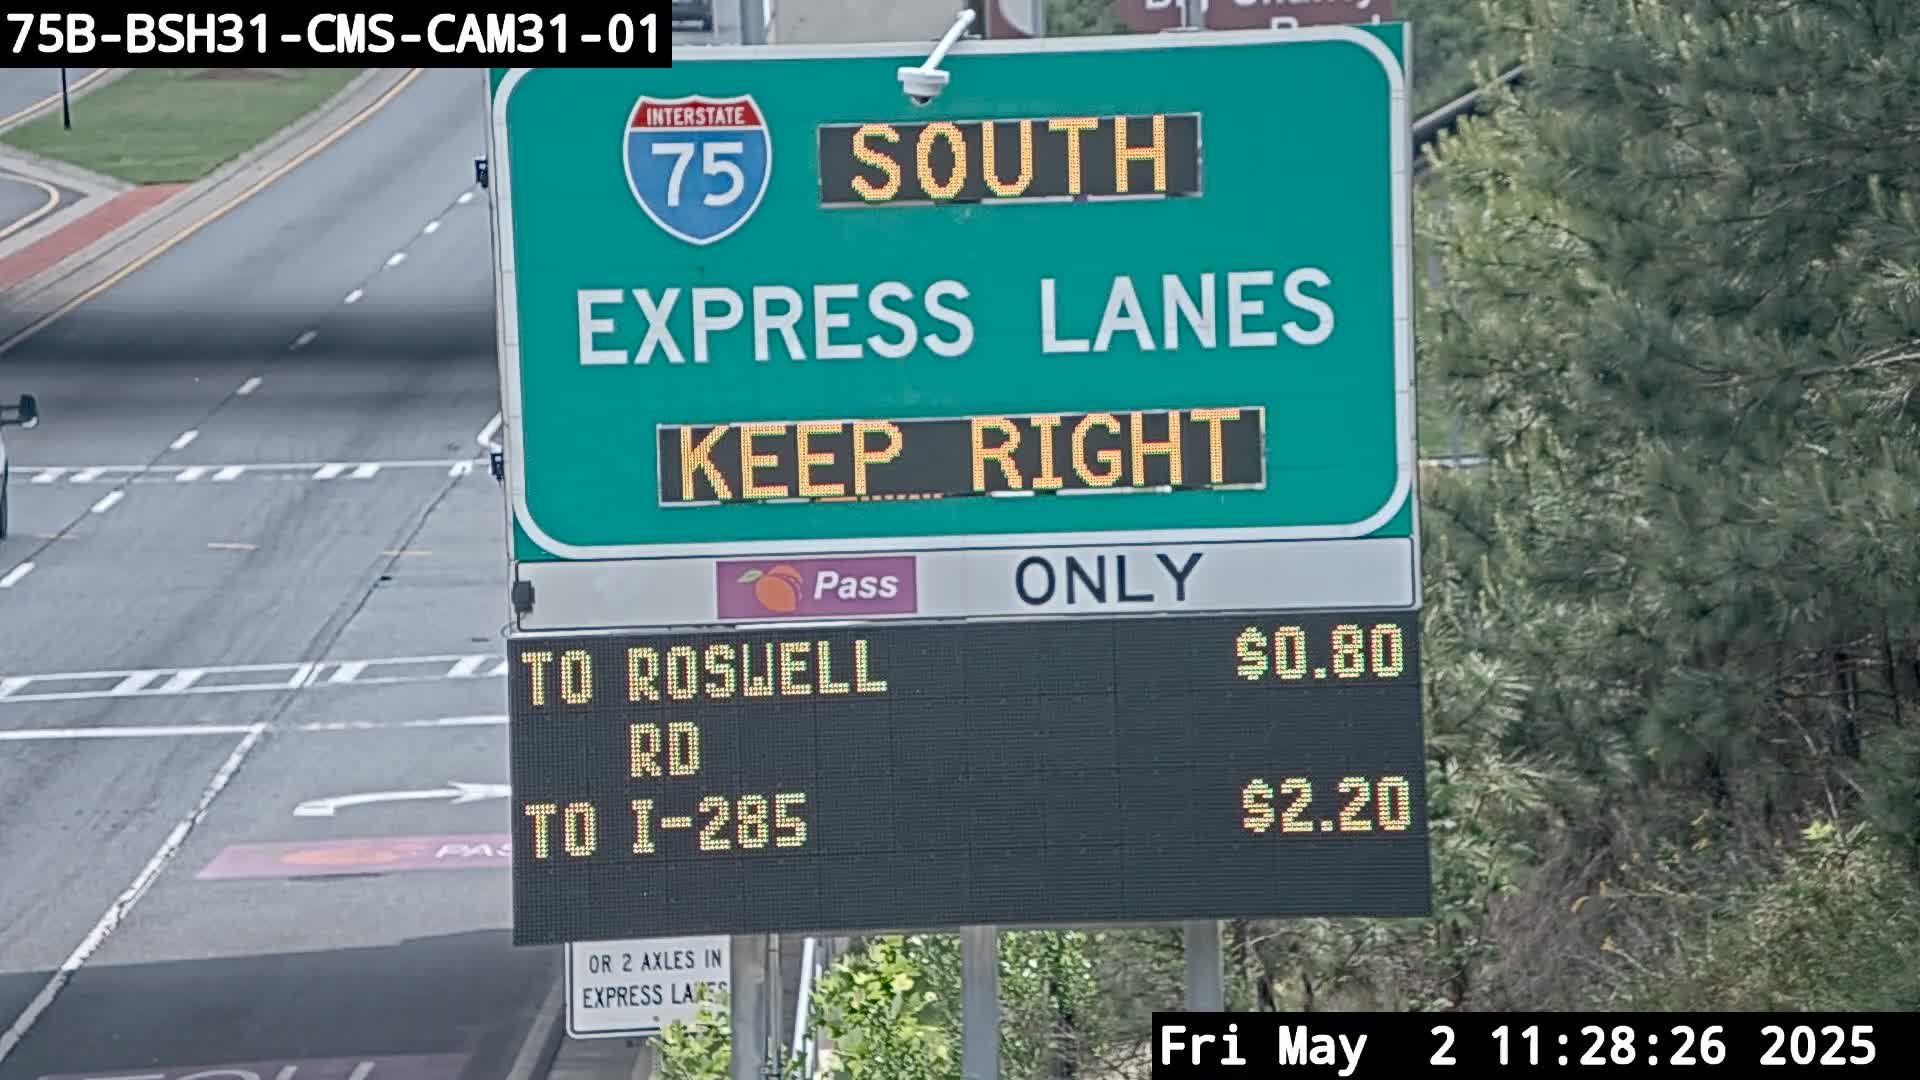 75B-BSH31-CMS-CAM31-01
INTERSTATE
75
SOUTH
EXPRESS LANES
KEEP RIGHT
Pass ONLY
TO ROSWELL $0.80
RD
TO I-285 $2.20
OR 2 AXLES IN
EXPRESS LANES
Fri May 2 11:28:26 2025